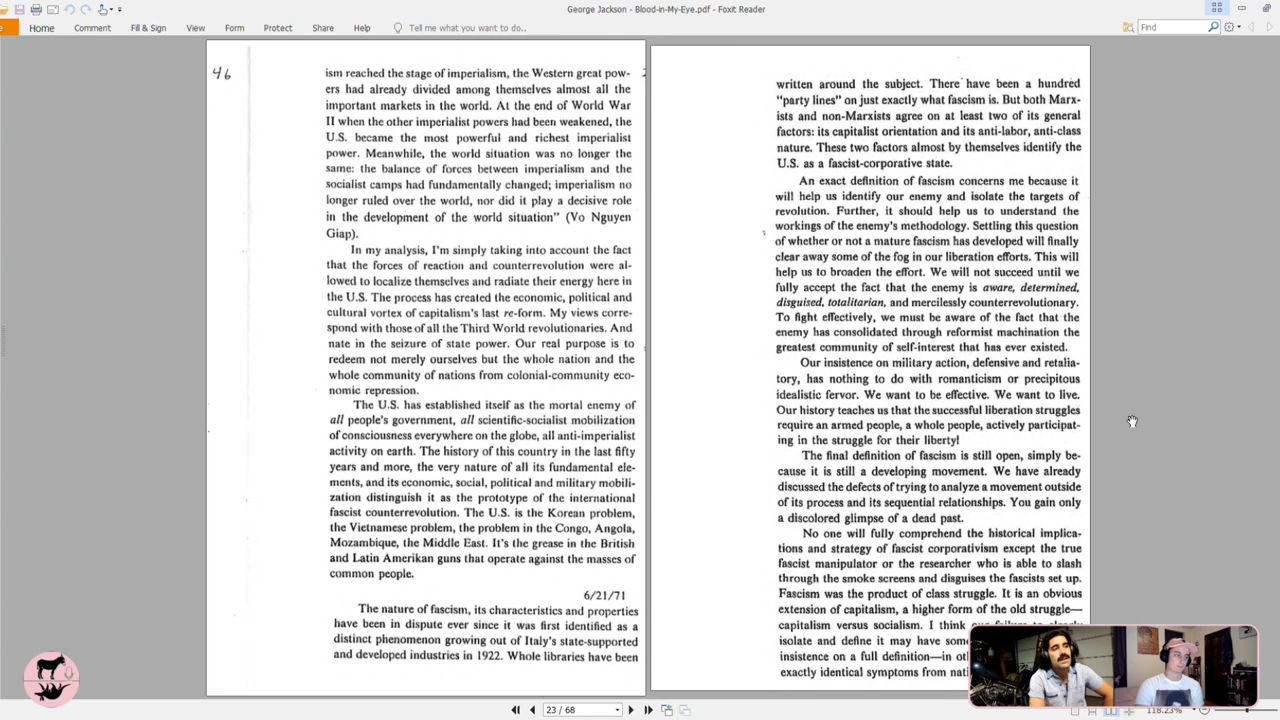 George Jackson - Blood-in-My-Eye.pdf - Foxit Reader
Home Comment Fill & Sign View Form Protect Share Help Tell me what you want to do.. Find
46
ism reached the stage of imperialism, the Western great pow-
ers had already divided among themselves almost all the
important markets in the world. At the end of World War
II when the other imperialist powers had been weakened, the
U.S. became the most powerful and richest imperialist
power. Meanwhile, the world situation was no longer the
same: the balance of forces between imperialism and the
socialist camps had fundamentally changed; imperialism no
longer ruled over the world, nor did it play a decisive role
in the development of the world situation" (Vo Nguyen
Giap).
In my analysis, I'm simply taking into account the fact
that the forces of reaction and counterrevolution were al-
lowed to localize themselves and radiate their energy here in
the U.S. The process has created the economic, political and
cultural vortex of capitalism's last re-form. My views corre-
spond with those of all the Third World revolutionaries. And
nate in the seizure of state power. Our real purpose is to
redeem not merely ourselves but the whole nation and the
whole community of nations from colonial-community eco-
nomic repression.
The U.S. has established itself as the mortal enemy of
all people's government, all scientific-socialist mobilization
of consciousness everywhere on the globe, all anti-imperialist
activity on earth. The history of this country in the last fifty
years and more, the very nature of all its fundamental ele-
ments, and its economic, social, political and military mobili-
zation distinguish it as the prototype of the international
fascist counterrevolution. The U.S. is the Korean problem,
the Vietnamese problem, the problem in the Congo, Angola,
Mozambique, the Middle East. It's the grease in the British
and Latin Amerikan guns that operate against the masses of
common people.
6/21/71
The nature of fascism, its characteristics and properties
have been in dispute ever since it was first identified as a
distinct phenomenon growing out of Italy's state-supported
and developed industries in 1922. Whole libraries have been
written around the subject. There have been a hundred
"party lines" on just exactly what fascism is. But both Marx-
ists and non-Marxists agree on at least two of its general
factors: its capitalist orientation and its anti-labor, anti-class
nature. These two factors almost by themselves identify the
U.S. as a fascist-corporative state.
An exact definition of fascism concerns me because it
will help us identify our enemy and isolate the targets of
revolution. Further, it should help us to understand the
workings of the enemy's methodology. Settling this question
of whether or not a mature fascism has developed will finally
clear away some of the fog in our liberation efforts. This will
help us to broaden the effort. We will not succeed until we
fully accept the fact that the enemy is aware, determined,
disguised, totalitarian, and mercilessly counterrevolutionary.
To fight effectively, we must be aware of the fact that the
enemy has consolidated through reformist machination the
greatest community of self-interest that has ever existed.
Our insistence on military action, defensive and retalia-
tory, has nothing to do with romanticism or precipitous
idealistic fervor. We want to be effective. We want to live.
Our history teaches us that the successful liberation struggles
require an armed people, a whole people, actively participat-
ing in the struggle for their liberty!
The final definition of fascism is still open, simply be-
cause it is still a developing movement. We have already
discussed the defects of trying to analyze a movement outside
of its process and its sequential relationships. You gain only
a discolored glimpse of a dead past.
No one will fully comprehend the historical implica-
tions and strategy of fascist corporativism except the true
fascist manipulator or the researcher who is able to slash
through the smoke screens and disguises the fascists set up.
Fascism was the product of class struggle. It is an obvious
extension of capitalism, a higher form of the old struggle—
capitalism versus socialism. I think
isolate and define it may have
insistence on a full definition—in
exactly identical symptoms from
23 / 68
118.23%